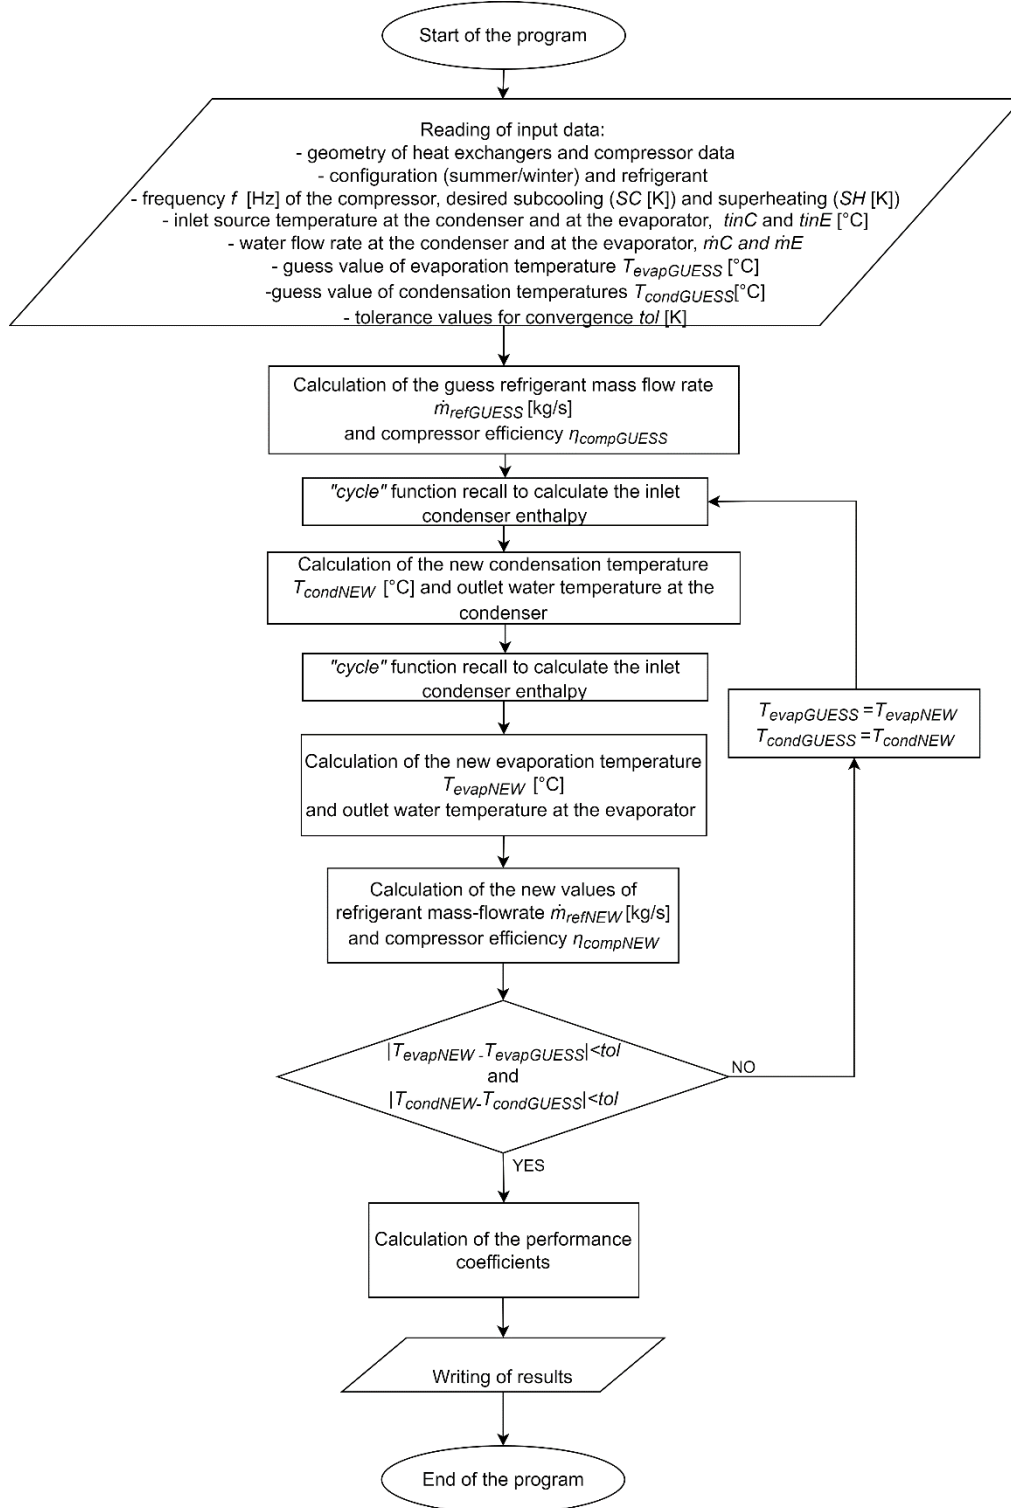 Start of the program
Reading of input data:
- geometry of heat exchangers and compressor data
- configuration (summer/winter) and refrigerant
- frequency f [Hz] of the compressor, desired subcooling (SC [K]) and superheating (SH [K])
- inlet source temperature at the condenser and at the evaporator, tinC and tinE [°C]
- water flow rate at the condenser and at the evaporator, ṁC and ṁE
- guess value of evaporation temperature TevapGUESS [°C]
-guess value of condensation temperatures TcondGUESS[°C]
- tolerance values for convergence tol [K]
Calculation of the guess refrigerant mass flow rate
ṁrefGUESS [kg/s]
and compressor efficiency ηcompGUESS
"cycle" function recall to calculate the inlet
condenser enthalpy
Calculation of the new condensation temperature
TcondNEW [°C] and outlet water temperature at the
condenser
"cycle" function recall to calculate the inlet
condenser enthalpy
TevapGUESS =TevapNEW
TcondGUESS =TcondNEW
Calculation of the new evaporation temperature
TevapNEW [°C]
and outlet water temperature at the evaporator
Calculation of the new values of
refrigerant mass-flowrate ṁrefNEW [kg/s]
and compressor efficiency ηcompNEW
|TevapNEW - TevapGUESS|<tol
and
|TcondNEW-TcondGUESS|<tol
NO
YES
Calculation of the performance
coefficients
Writing of results
End of the program